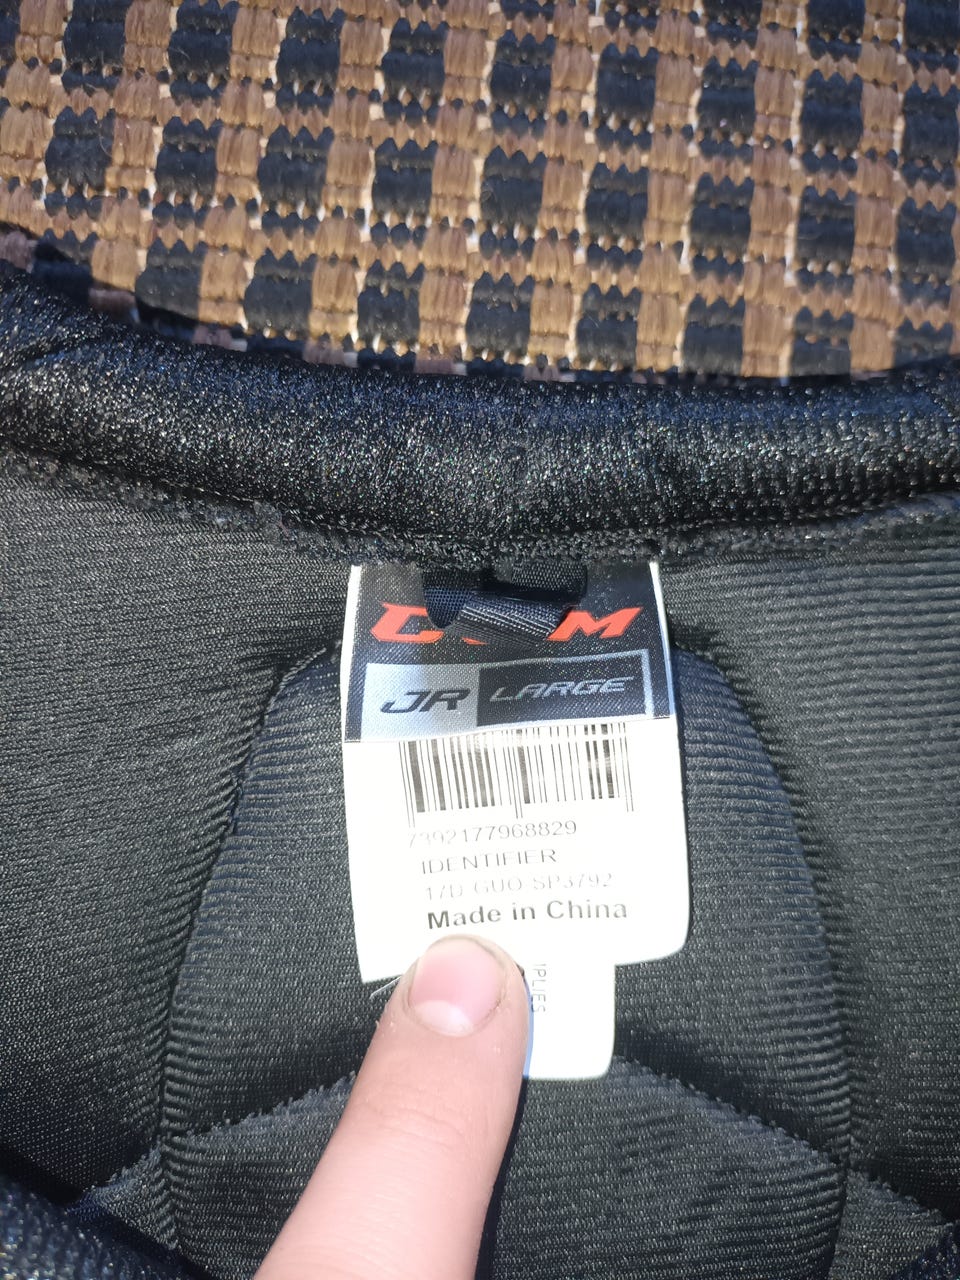 JR LARGE
7392177968829
IDENTIFIER
17D GUO SP3792
Made in China